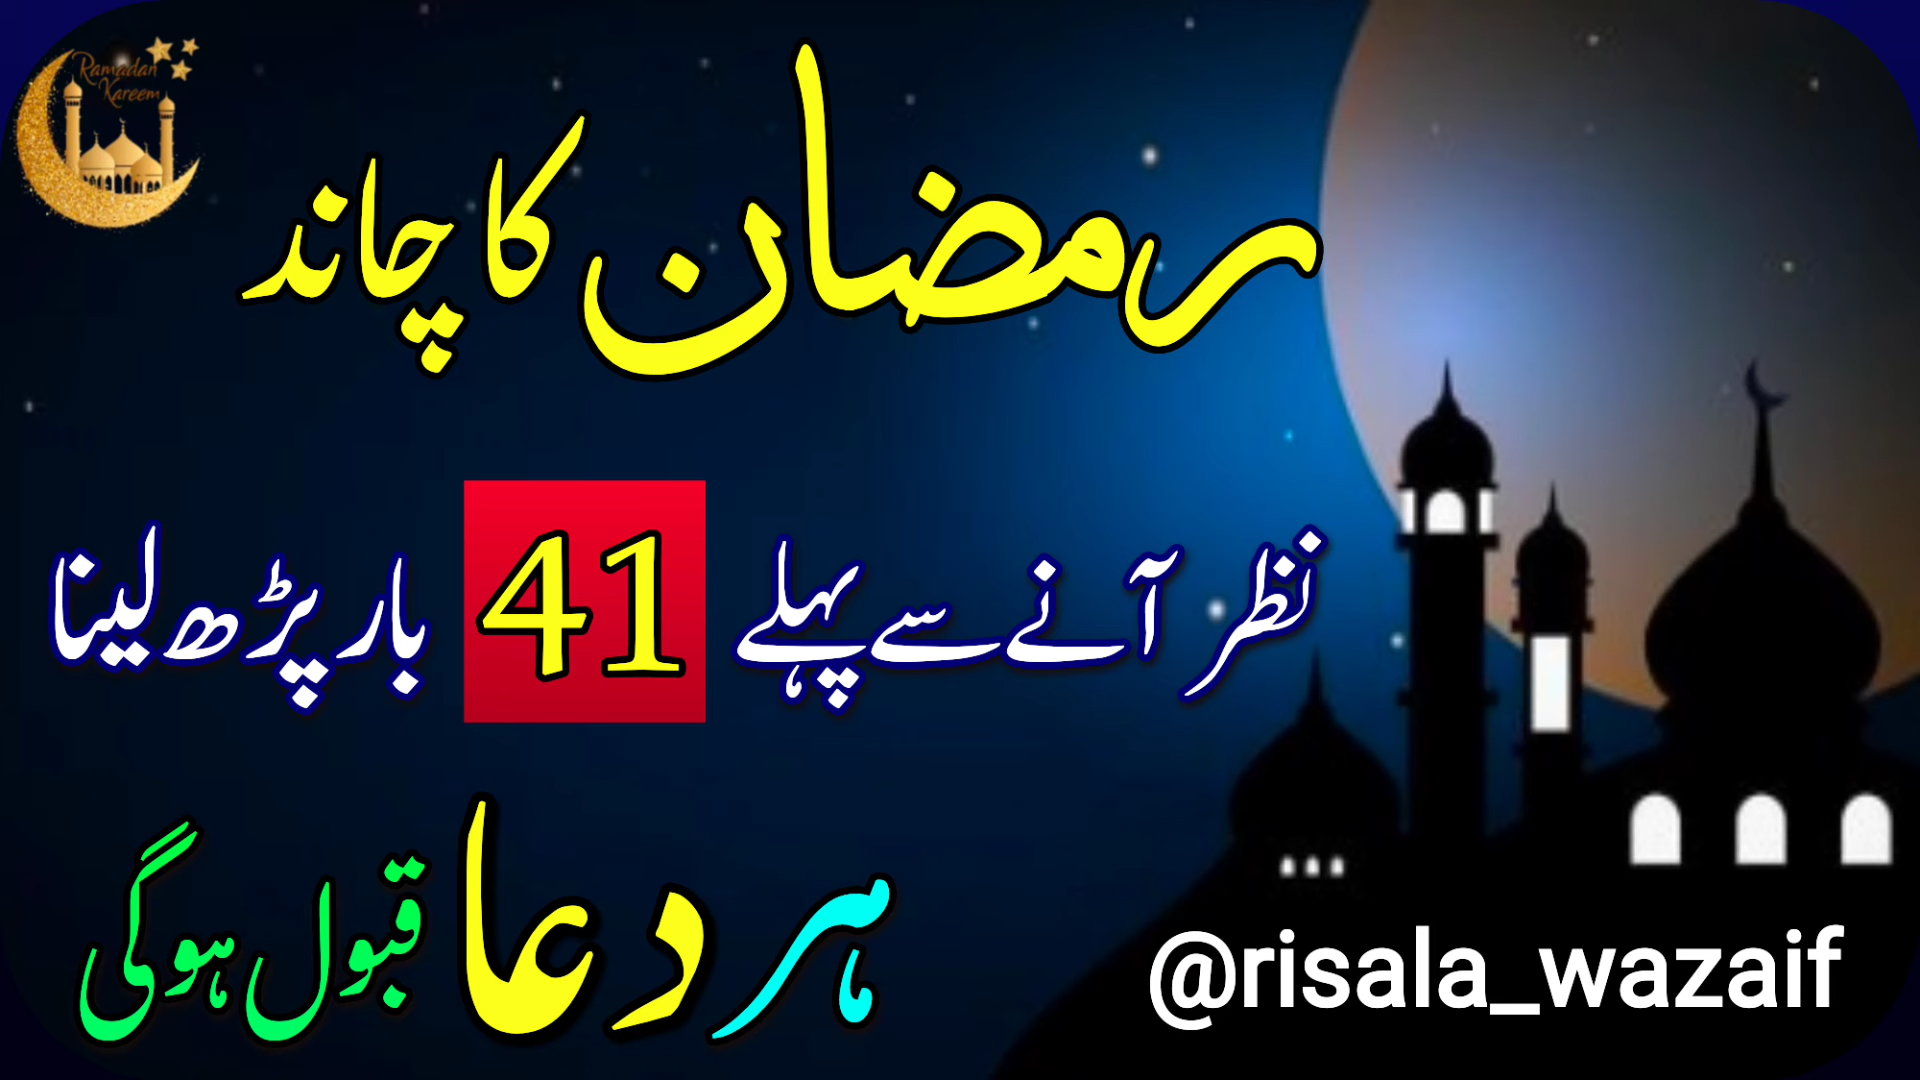 Ramadan
Kareem
رمضان کا چاند
نظر آنے سے پہلے 41 بار پڑھ لینا
ہر دعا قبول ہوگی
@risala_wazaif